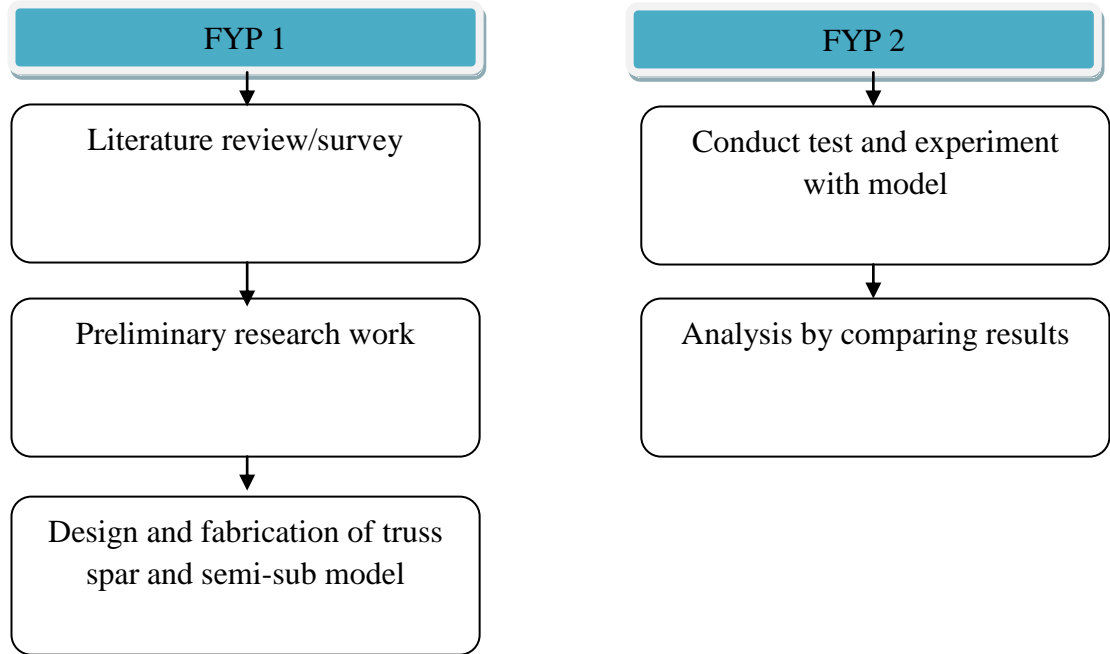 FYP 1
Literature review/survey
Preliminary research work
Design and fabrication of truss
spar and semi-sub model
FYP 2
Conduct test and experiment
with model
Analysis by comparing results